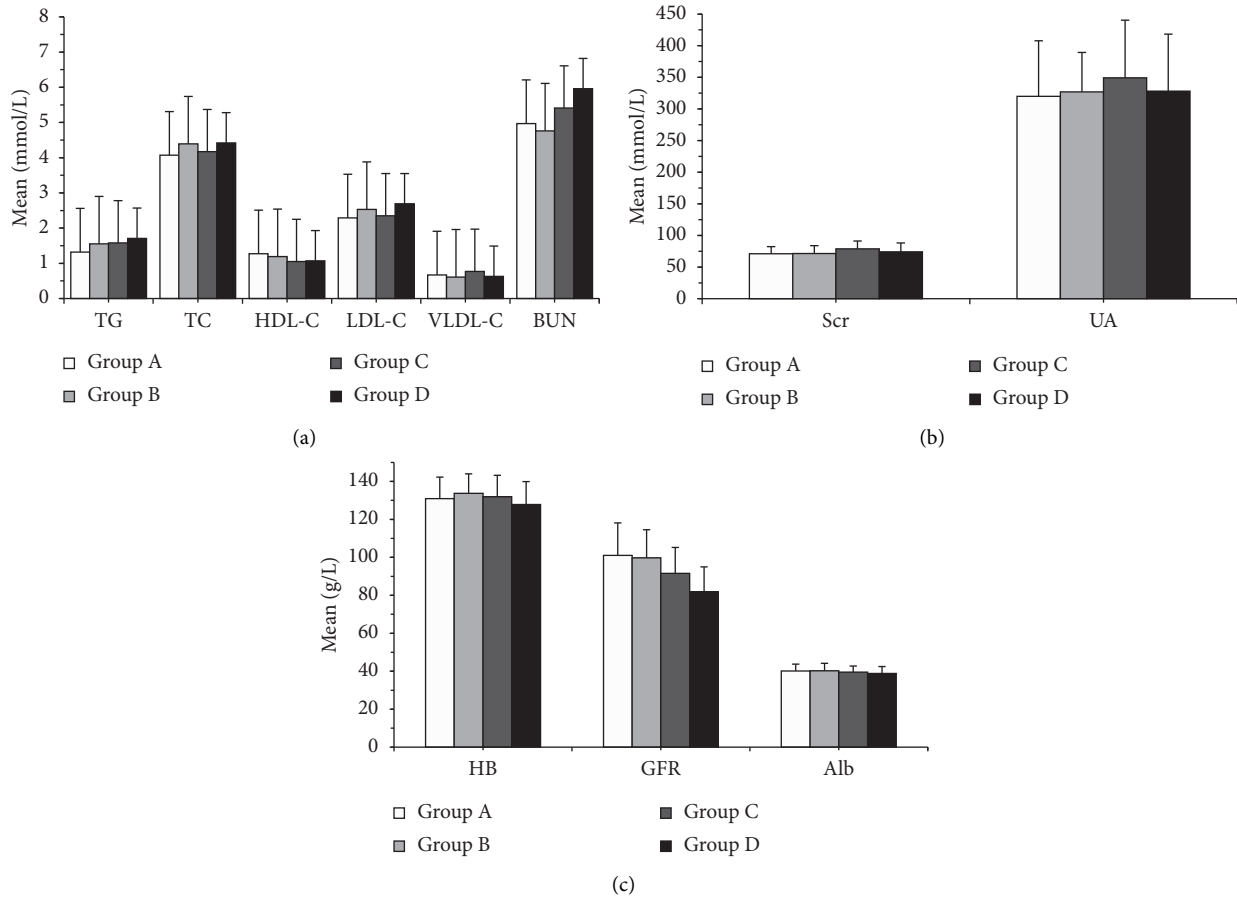 8
7
6
5
4
3
2
1
0
Mean (mmol/L)
TG TC HDL-C LDL-C VLDL-C BUN
Group A Group C
Group B Group D
(a)
450
400
350
300
250
200
150
100
50
0
Mean (mmol/L)
Scr UA
Group A Group C
Group B Group D
(b)
140
120
100
80
60
40
20
0
Mean (g/L)
HB GFR Alb
Group A Group C
Group B Group D
(c)